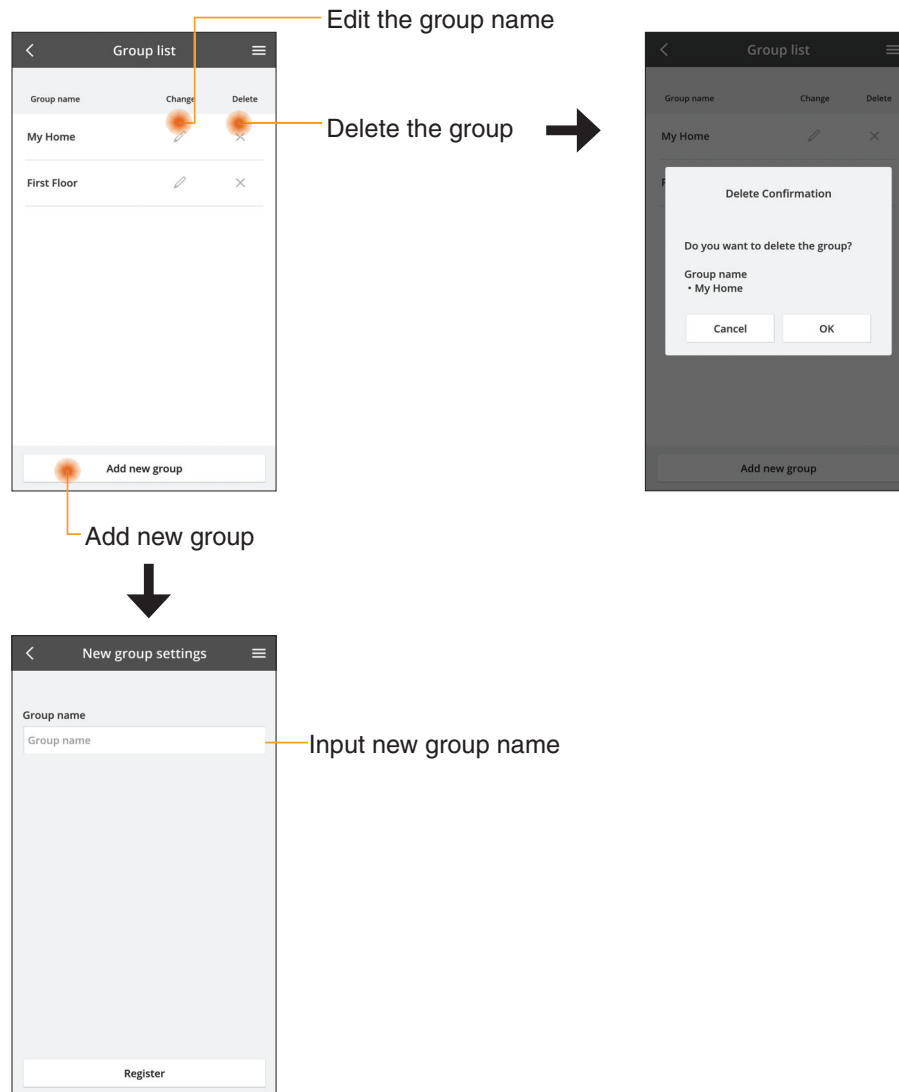 Edit the group name
Group list
Group name Change Delete
My Home
First Floor
Add new group
Delete the group
Group list
Group name Change Delete
My Home
F
Delete Confirmation
Do you want to delete the group?
Group name
• My Home
Cancel OK
Add new group
Add new group
New group settings
Group name
Group name
Input new group name
Register